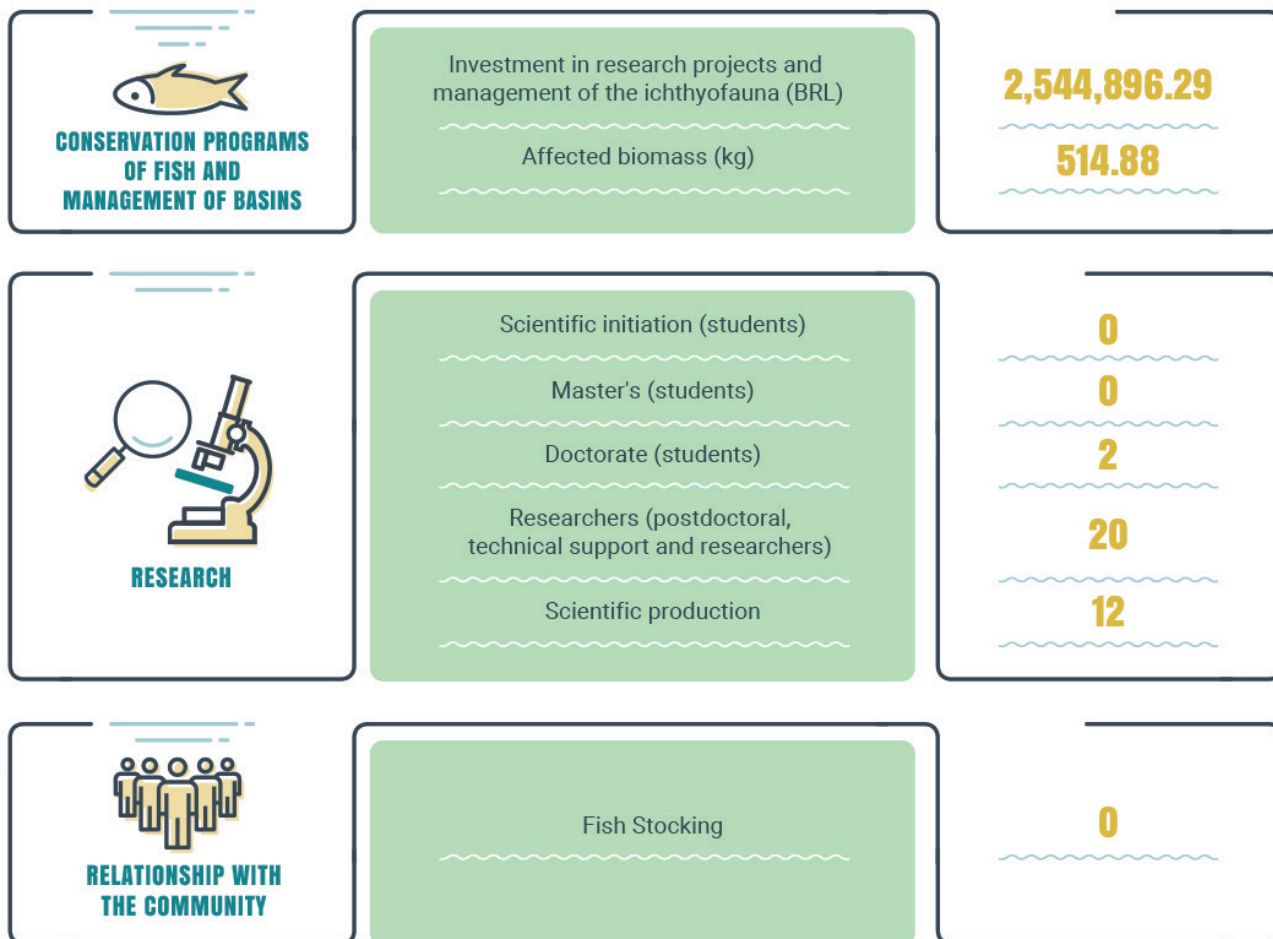 CONSERVATION PROGRAMS
OF FISH AND
MANAGEMENT OF BASINS
Investment in research projects and
management of the ichthyofauna (BRL)
2,544,896.29
Affected biomass (kg)
514.88
RESEARCH
Scientific initiation (students)
0
Master's (students)
0
Doctorate (students)
2
Researchers (postdoctoral,
technical support and researchers)
20
Scientific production
12
RELATIONSHIP WITH
THE COMMUNITY
Fish Stocking
0